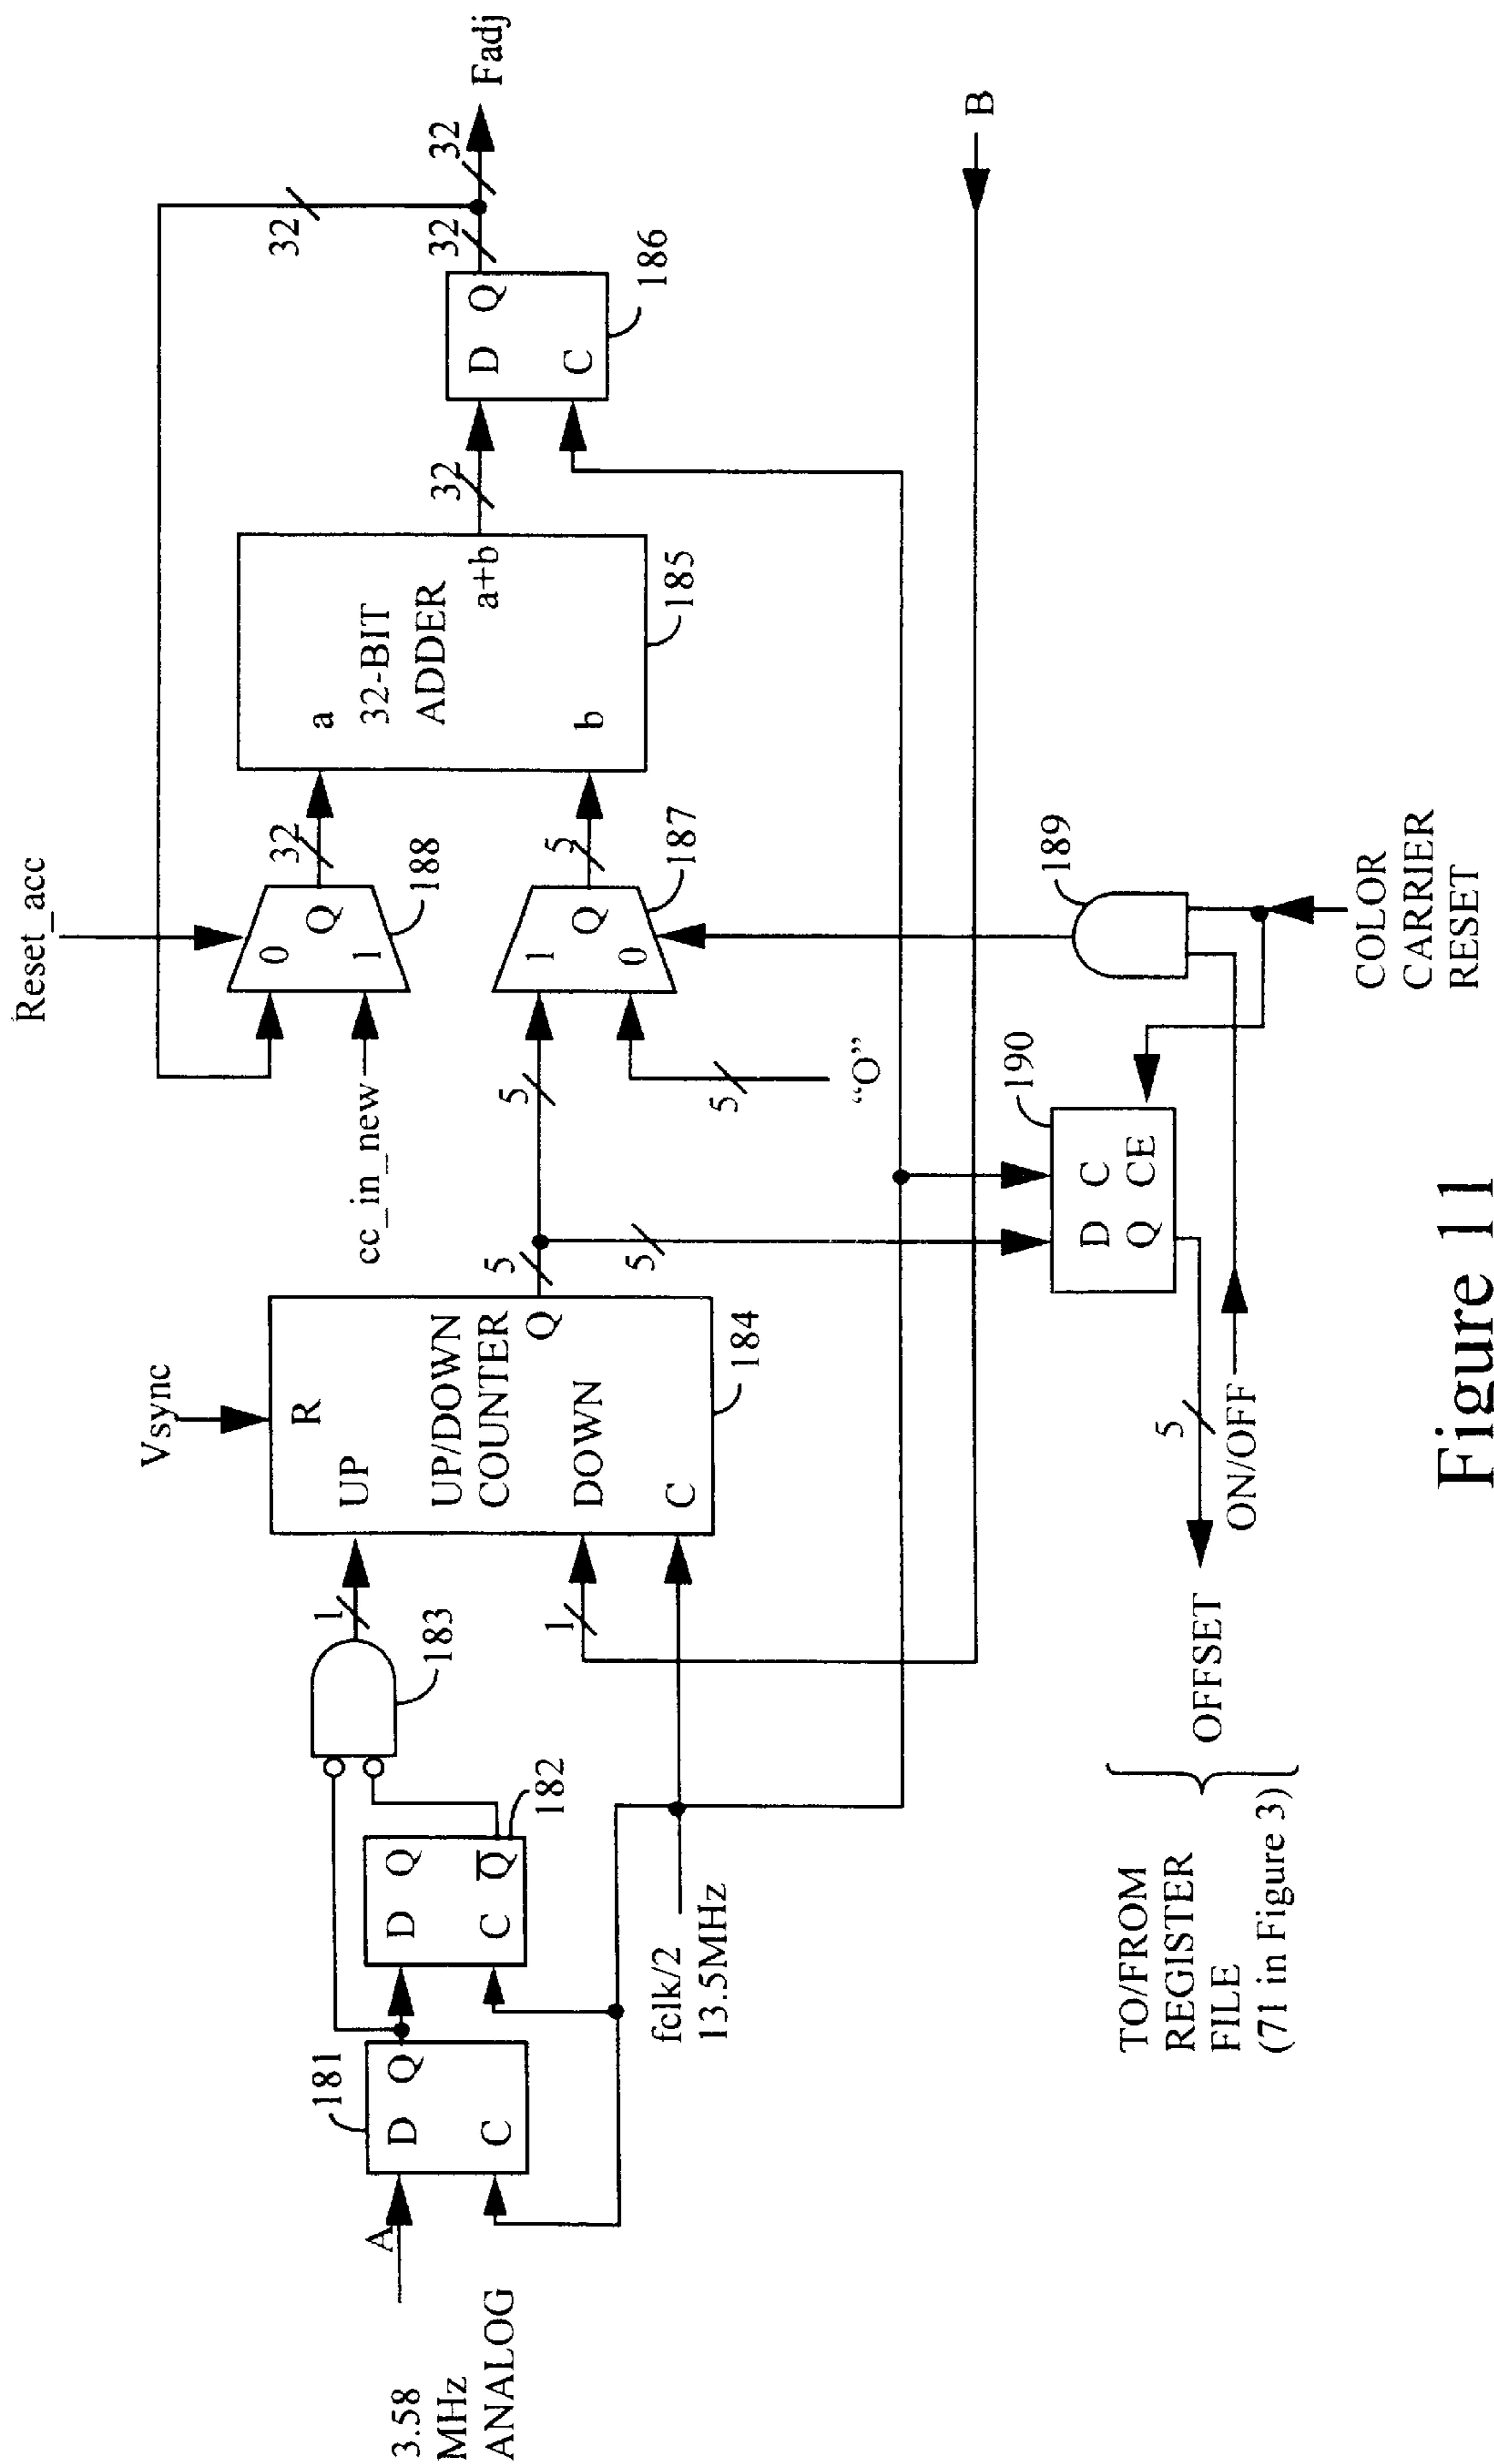 3.58
MHz
ANALOG
A
D Q
C
181
D Q
C Q
182
183
1
fclk/2
13.5MHz
Vsync
R
UP
UP/DOWN
COUNTER
Q
DOWN
C
1
184
5
5
5
cc_in_new
"O"
5
Reset_acc
0
Q
1
188
32
1
Q
0
187
5
a
32-BIT
ADDER
a+b
b
185
32
D Q
C
186
32
32
32
Fadj
B
190
D C
Q CE
189
5
ON/OFF
OFFSET
COLOR
CARRIER
RESET
TO/FROM
REGISTER
FILE
(71 in Figure 3)
Figure 11